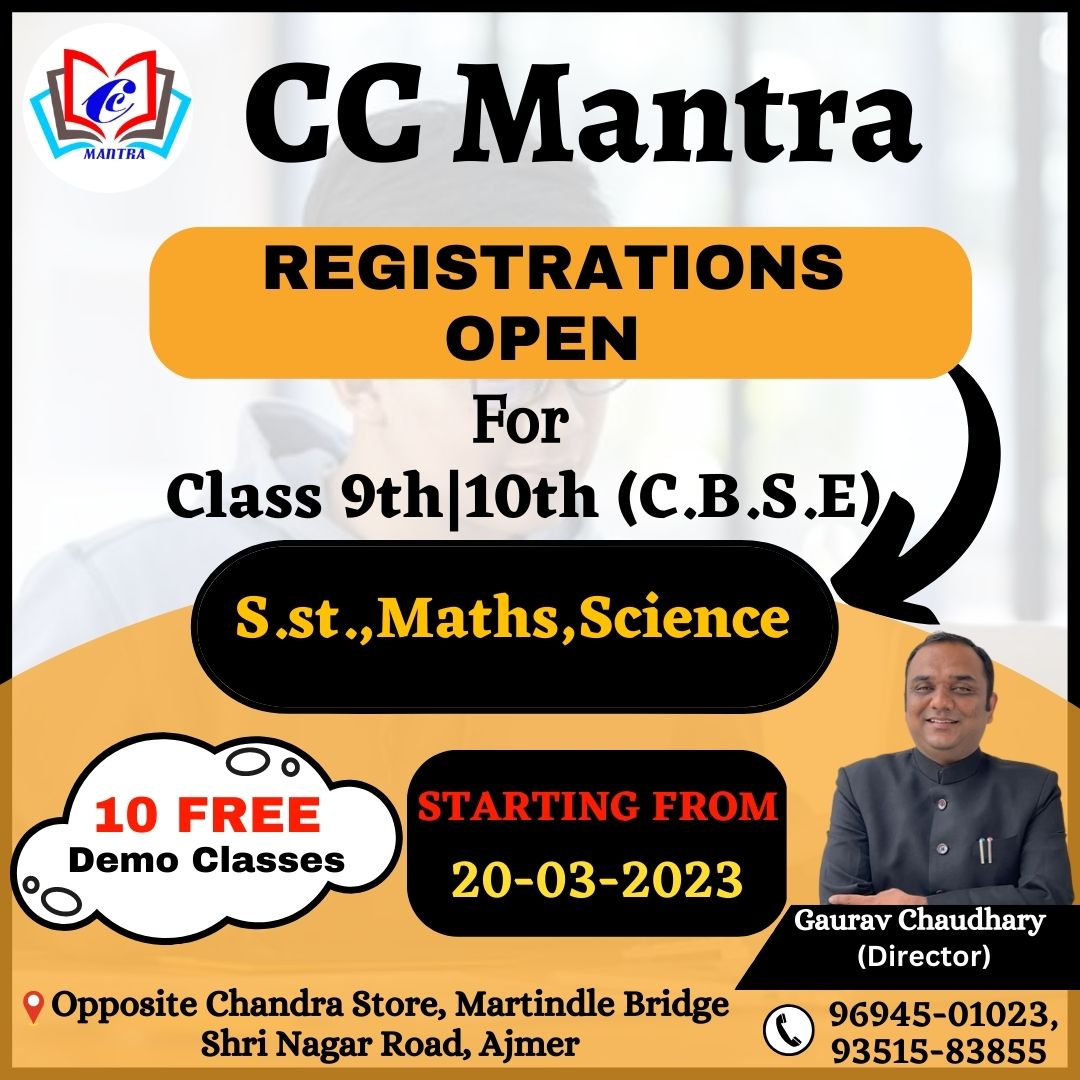 CC
MANTRA
CC Mantra
REGISTRATIONS
OPEN
For
Class 9th|10th (C.B.S.E)
S.st.,Maths,Science
10 FREE
Demo Classes
STARTING FROM
20-03-2023
Gaurav Chaudhary
(Director)
Opposite Chandra Store, Martindle Bridge
Shri Nagar Road, Ajmer
96945-01023,
93515-83855